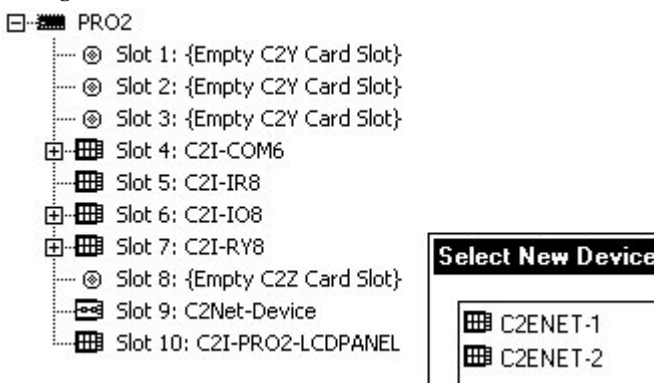 PRO2
Slot 1: {Empty C2Y Card Slot}
Slot 2: {Empty C2Y Card Slot}
Slot 3: {Empty C2Y Card Slot}
Slot 4: C2I-COM6
Slot 5: C2I-IR8
Slot 6: C2I-IO8
Slot 7: C2I-RY8
Slot 8: {Empty C2Z Card Slot}
Slot 9: C2Net-Device
Slot 10: C2I-PRO2-LCDPANEL
Select New Device
C2ENET-1
C2ENET-2